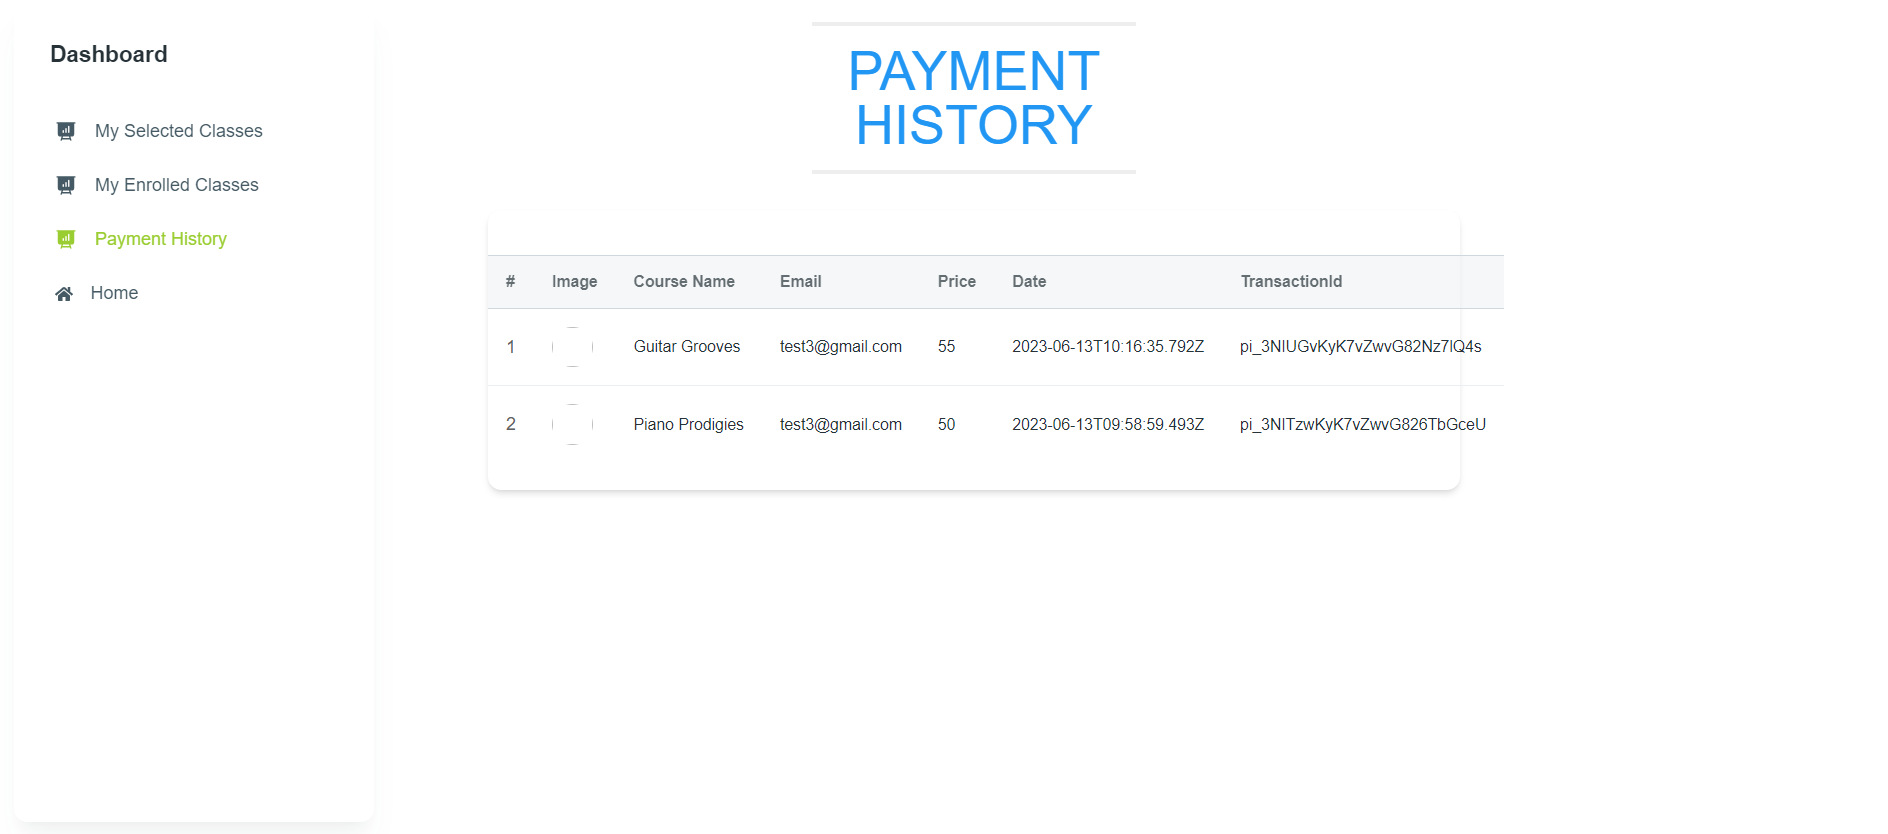 Dashboard
My Selected Classes
My Enrolled Classes
Payment History
Home
PAYMENT
HISTORY
# Image Course Name Email Price Date TransactionId
1 Guitar Grooves test3@gmail.com 55 2023-06-13T10:16:35.792Z pi_3NIUGvKyK7vZwvG82Nz7lQ4s
2 Piano Prodigies test3@gmail.com 50 2023-06-13T09:58:59.493Z pi_3NITzwKyK7vZwvG826TbGceU